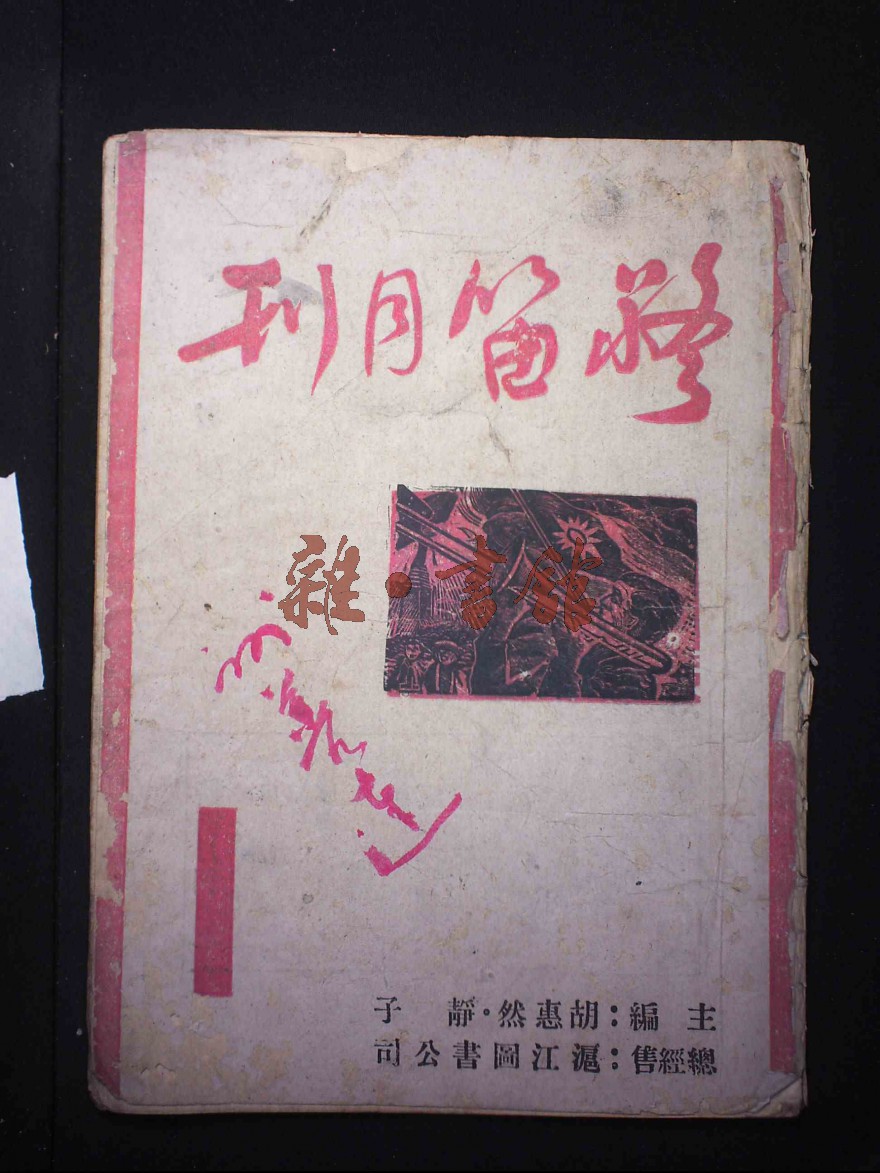 笛月刊
雜·書館
主編：胡惠然·靜子
總經售：滬江圖書公司